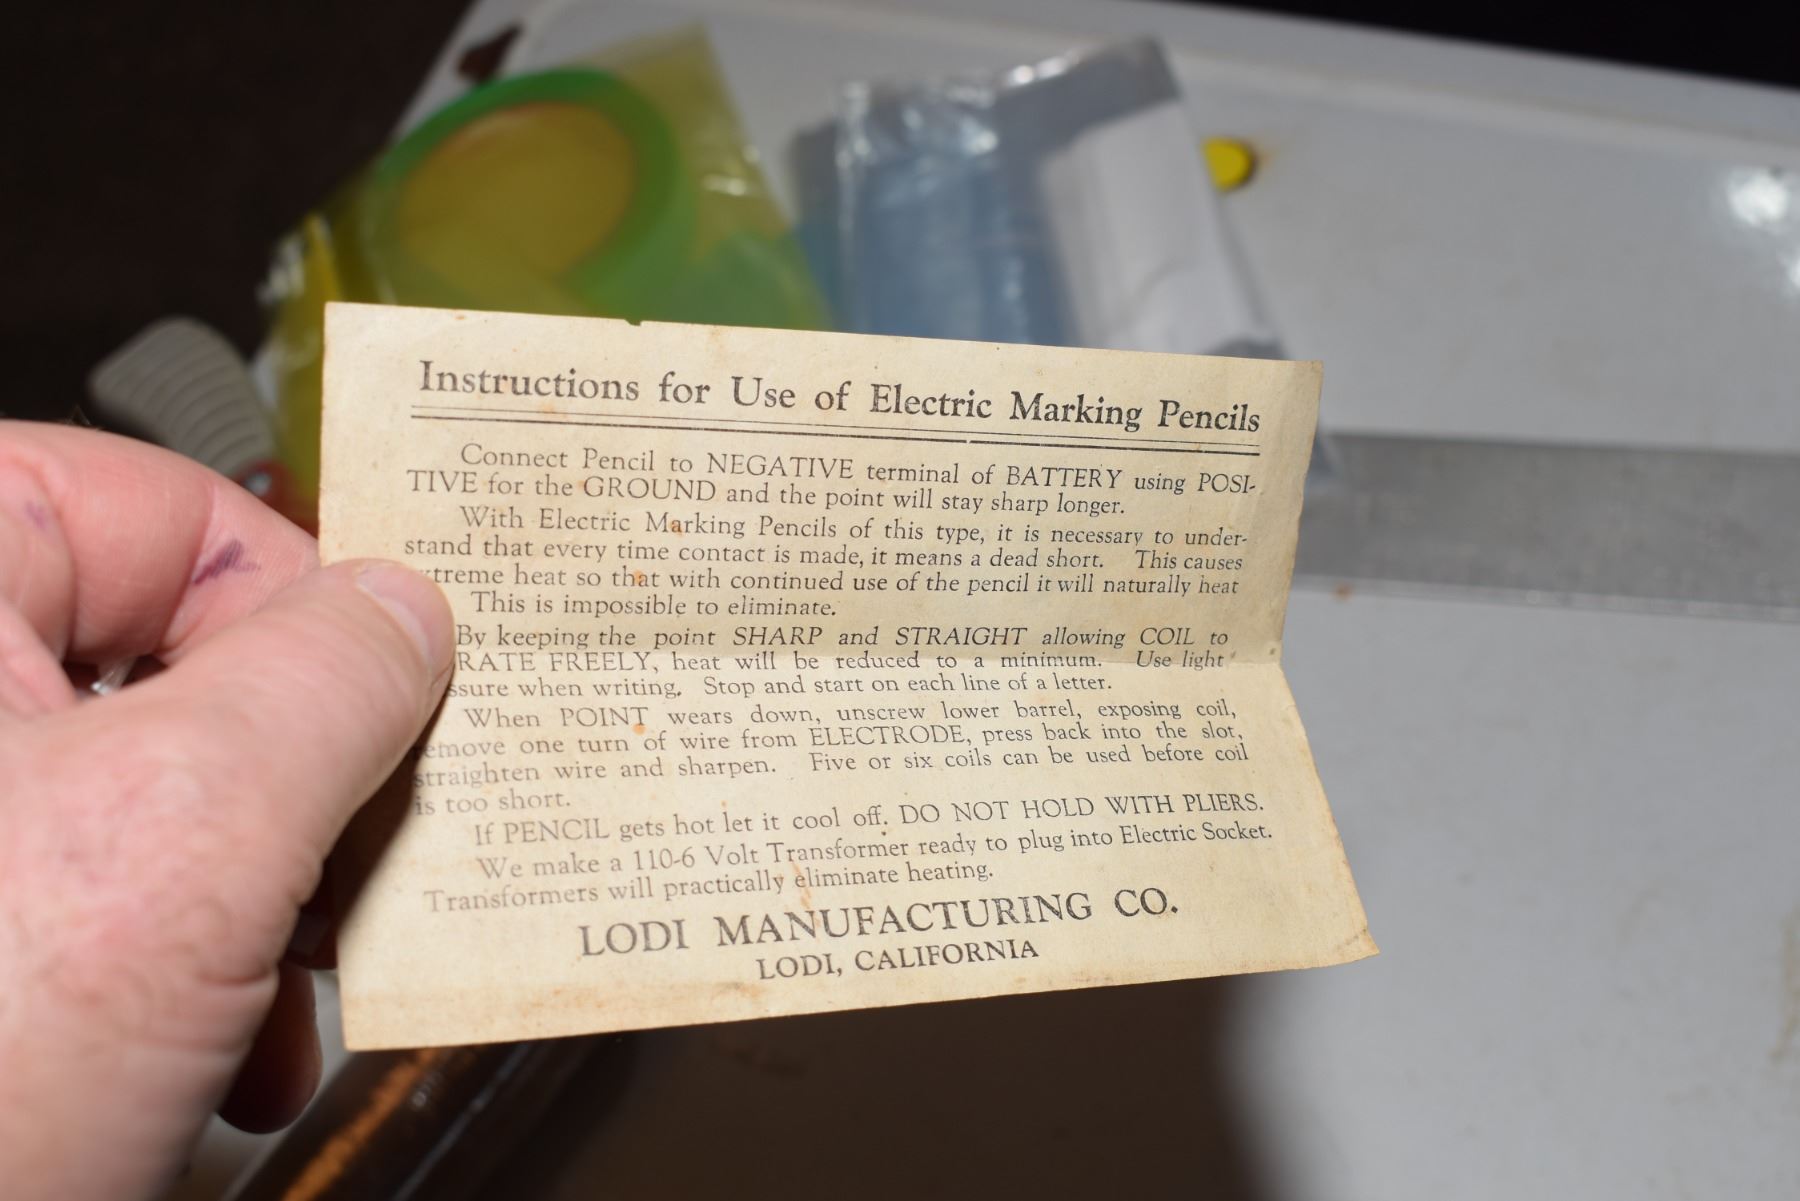 Instructions for Use of Electric Marking Pencils
Connect Pencil to NEGATIVE terminal of BATTERY using POSI-
TIVE for the GROUND and the point will stay sharp longer.
With Electric Marking Pencils of this type, it is necessary to under-
stand that every time contact is made, it means a dead short. This causes
xtreme heat so that with continued use of the pencil it will naturally heat
This is impossible to eliminate.
By keeping the point SHARP and STRAIGHT allowing COIL to
RATE FREELY, heat will be reduced to a minimum. Use light
ssure when writing. Stop and start on each line of a letter.
When POINT wears down, unscrew lower barrel, exposing coil,
remove one turn of wire from ELECTRODE, press back into the slot,
straighten wire and sharpen. Five or six coils can be used before coil
is too short.
If PENCIL gets hot let it cool off. DO NOT HOLD WITH PLIERS.
We make a 110-6 Volt Transformer ready to plug into Electric Socket.
Transformers will practically eliminate heating.
LODI MANUFACTURING CO.
LODI, CALIFORNIA